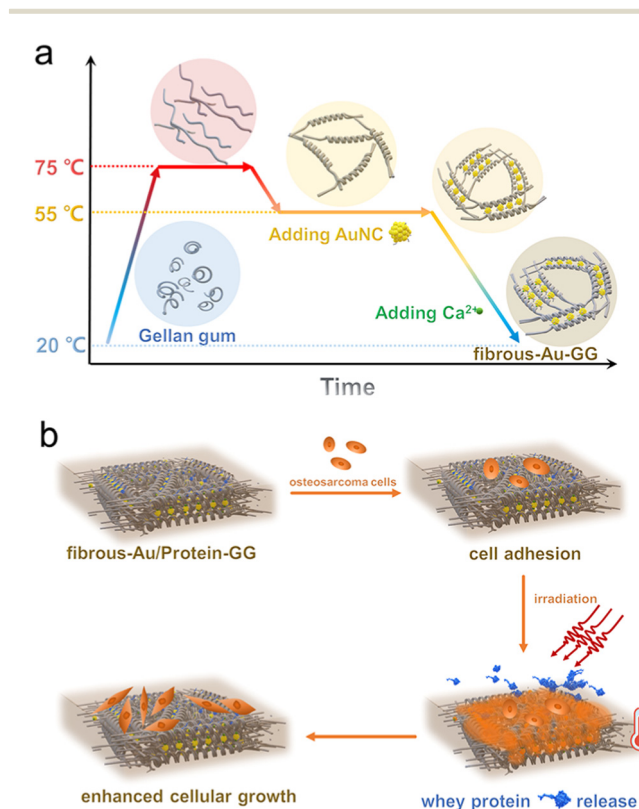 a
75 °C
55 °C
Adding AuNC
Adding Ca²⁺
Gellan gum
20 °C
fibrous-Au-GG
Time
b
osteosarcoma cells
fibrous-Au/Protein-GG
cell adhesion
irradiation
enhanced cellular growth
whey protein release